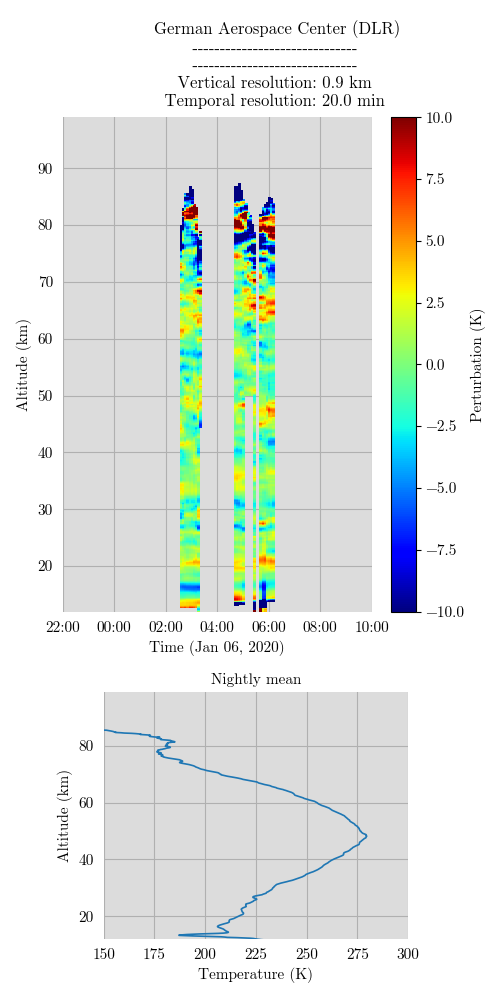 German Aerospace Center (DLR)
------------------------------
------------------------------
Vertical resolution: 0.9 km
Temporal resolution: 20.0 min
90
80
70
60
50
40
30
20
Altitude (km)
22:00 00:00 02:00 04:00 06:00 08:00 10:00
Time (Jan 06, 2020)
10.0
7.5
5.0
2.5
0.0
−2.5
−5.0
−7.5
−10.0
Perturbation (K)
Nightly mean
80
60
40
20
Altitude (km)
150 175 200 225 250 275 300
Temperature (K)